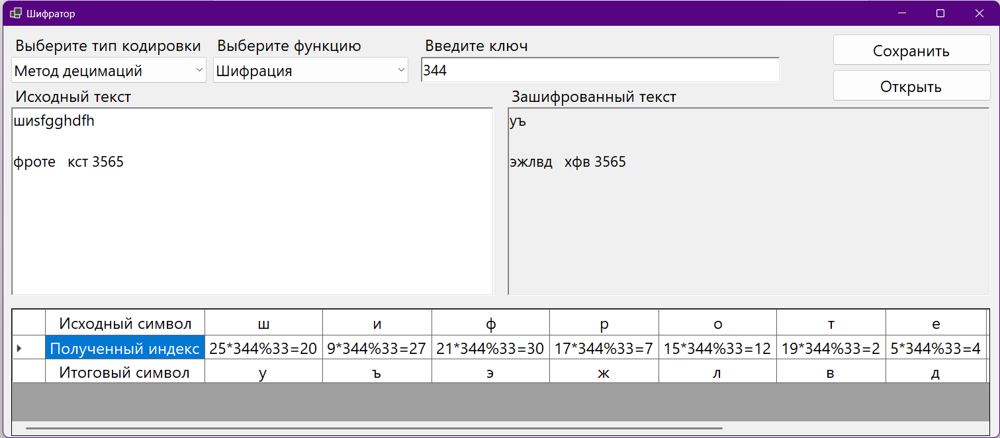 Шифратор
Выберите тип кодировки Выберите функцию Введите ключ
Сохранить
Метод децимаций Шифрация 344
Открыть
Исходный текст Зашифрованный текст
шиsfgghdfh уъ
фроте кст 3565 эжлвд хфв 3565
Исходный символ ш и ф р о т е
Полученный индекс 25*344%33=20 9*344%33=27 21*344%33=30 17*344%33=7 15*344%33=12 19*344%33=2 5*344%33=4
Итоговый символ у ъ э ж л в д